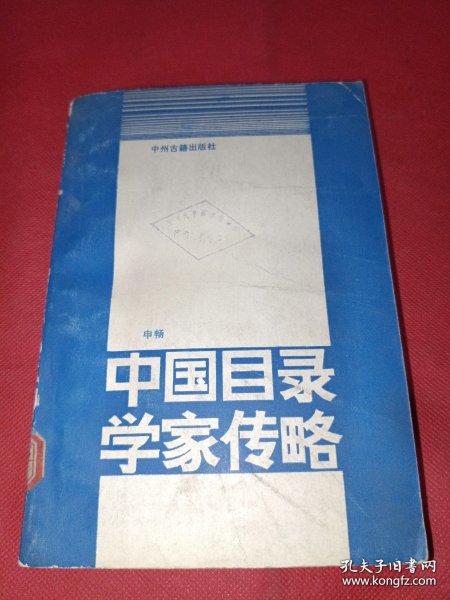 中州古籍出版社
申畅
中国目录
学家传略
孔夫子旧书网
www.kongfz.com